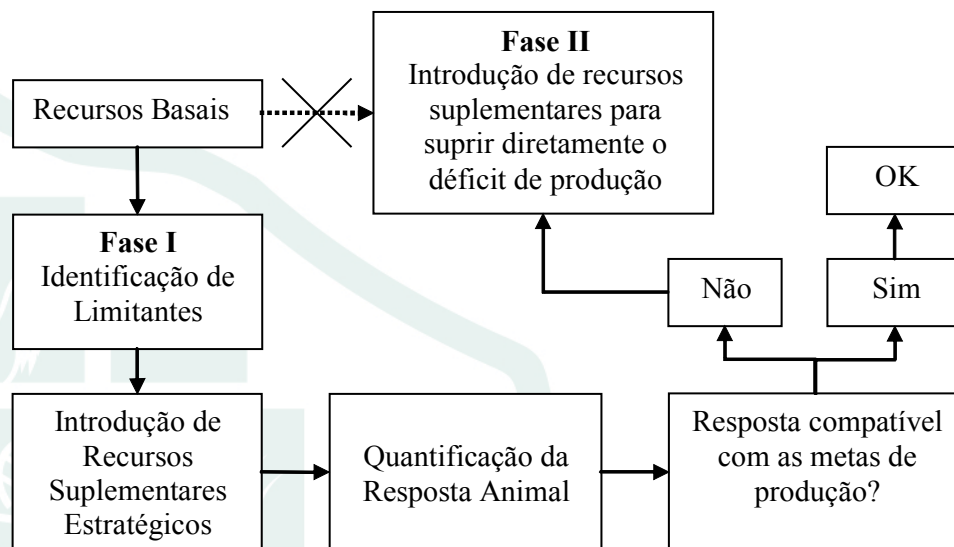 Recursos Basais
Fase II
Introdução de recursos
suplementares para
suprir diretamente o
déficit de produção
OK
Fase I
Identificação de
Limitantes
Não
Sim
Introdução de
Recursos
Suplementares
Estratégicos
Quantificação da
Resposta Animal
Resposta compatível
com as metas de
produção?